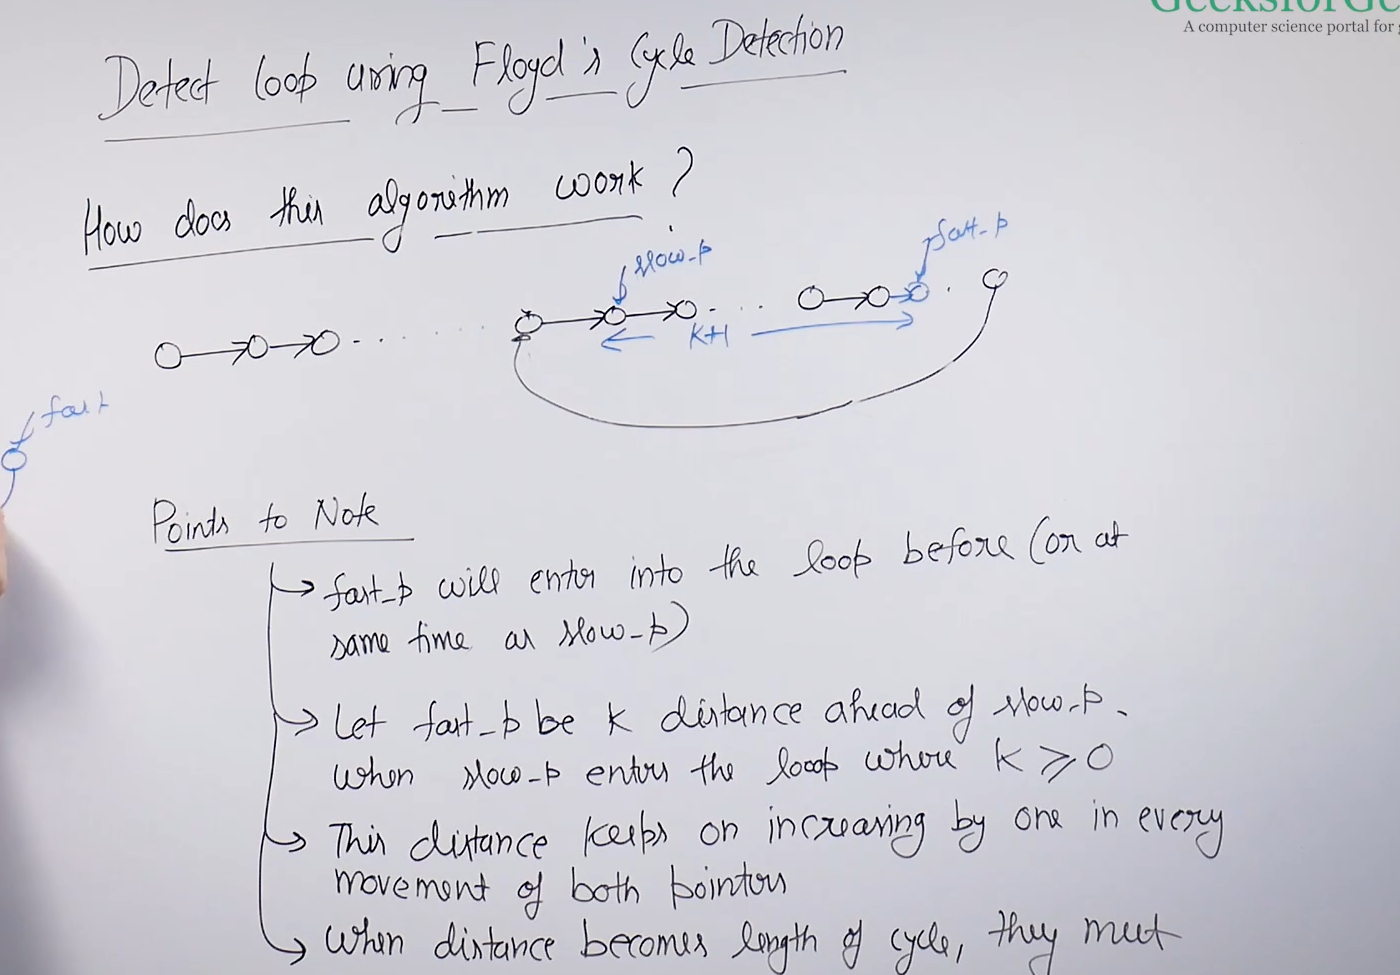 GeeksforGe
A computer science portal for g
Detect loop using Floyd's Cycle Detection
How does this algorithm work ?
slow_p
fast_p
K+1
fast
Points to Note
fast_p will enter into the loop before (or at
same time as slow_p)
Let fast_p be K distance ahead of slow_p.
when slow_p enters the looop where K ⩾ 0
This distance keeps on increasing by one in every
movement of both pointers
When distance becomes length of cycle, they meet